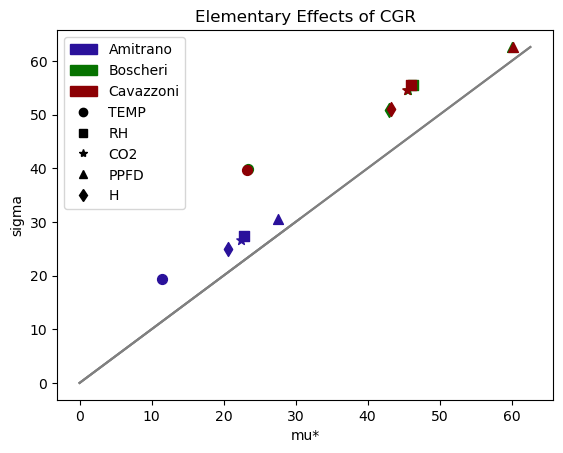 Elementary Effects of CGR
Amitrano
Boscheri
Cavazzoni
TEMP
RH
CO2
PPFD
H
sigma
60
50
40
30
20
10
0
0 10 20 30 40 50 60
mu*